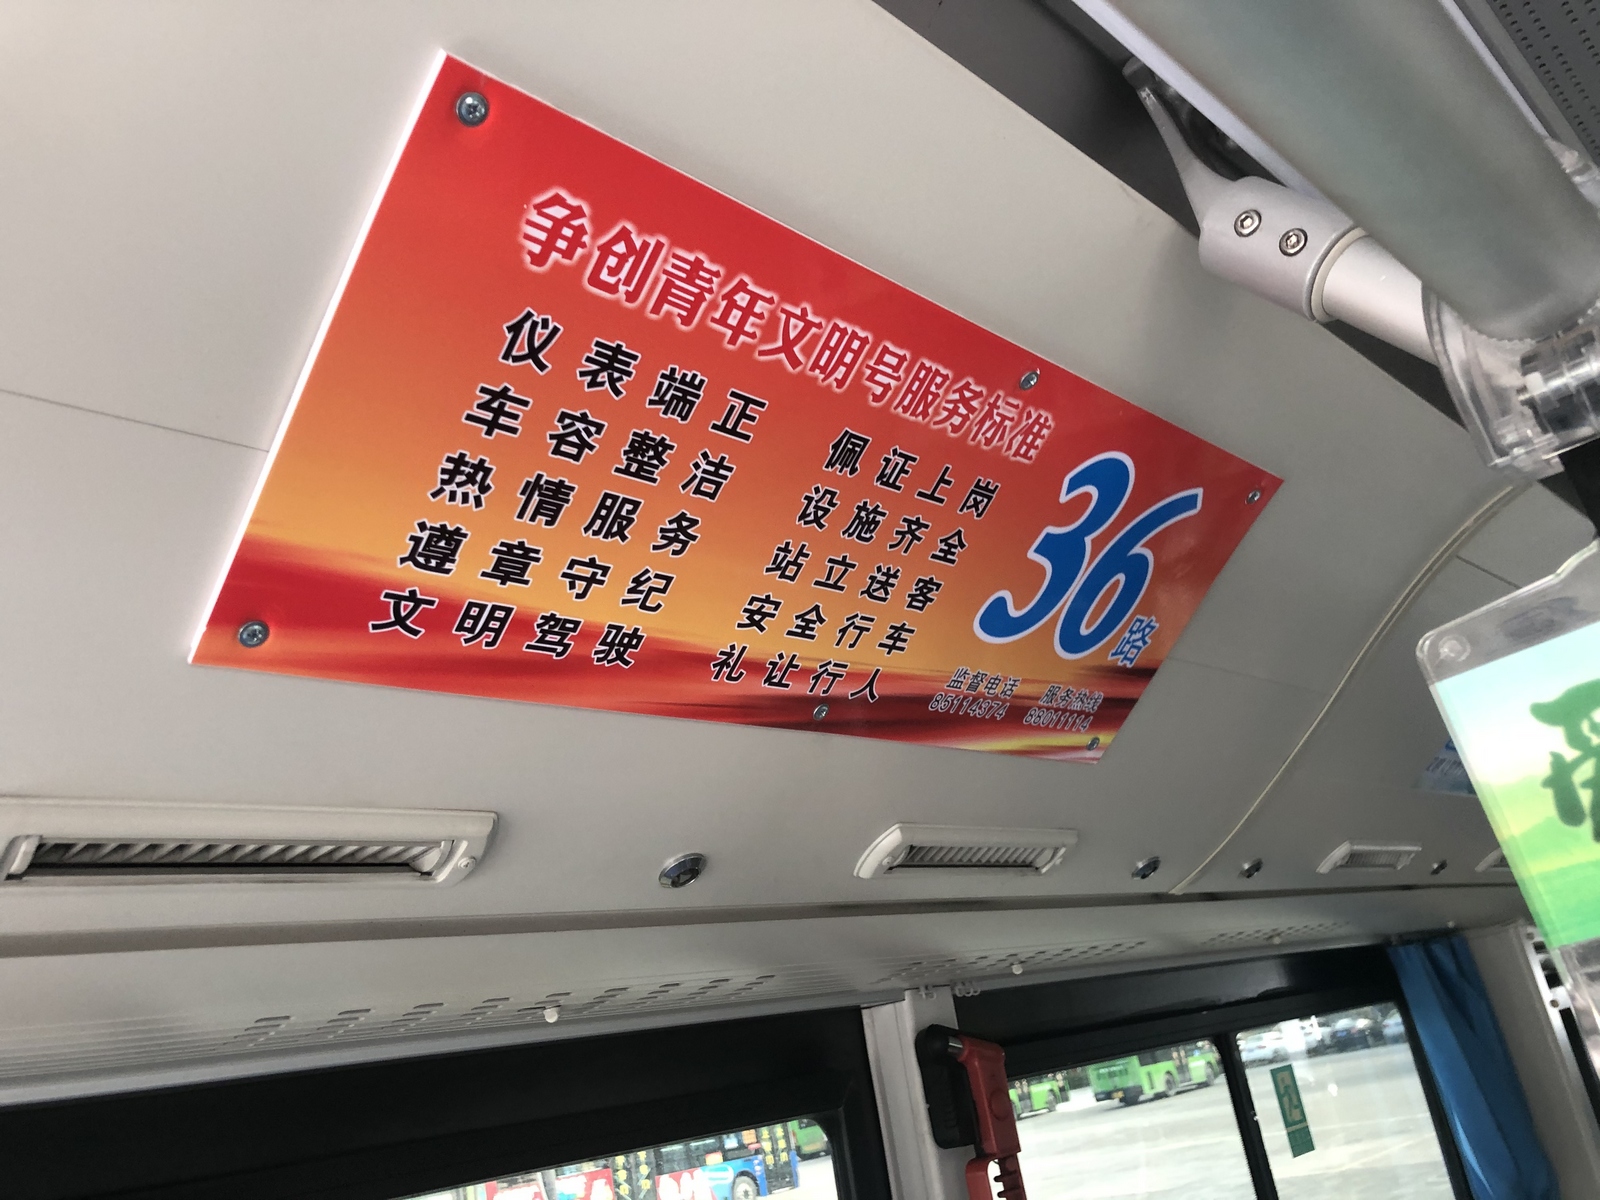 争创青年文明号服务标准
仪表端正 佩证上岗
车容整洁 设施齐全
热情服务 站立送客
遵章守纪 安全行车
文明驾驶 礼让行人
36路
监督电话 服务热线
85114374 88011114